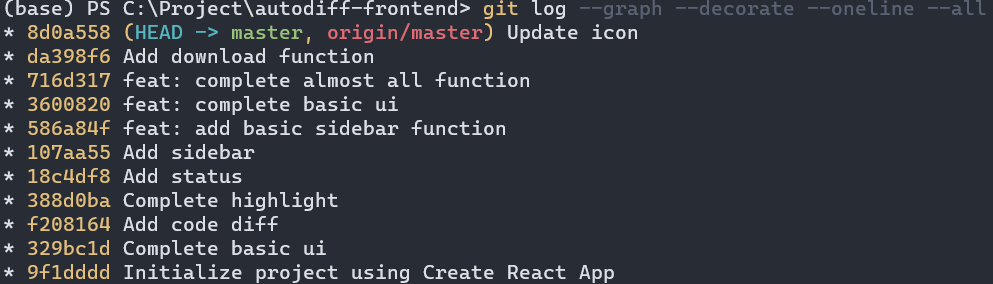 (base) PS C:\Project\autodiff-frontend> git log --graph --decorate --oneline --all
* 8d0a558 (HEAD -> master, origin/master) Update icon
* da398f6 Add download function
* 716d317 feat: complete almost all function
* 3600820 feat: complete basic ui
* 586a84f feat: add basic sidebar function
* 107aa55 Add sidebar
* 18c4df8 Add status
* 388d0ba Complete highlight
* f208164 Add code diff
* 329bc1d Complete basic ui
* 9f1dddd Initialize project using Create React App